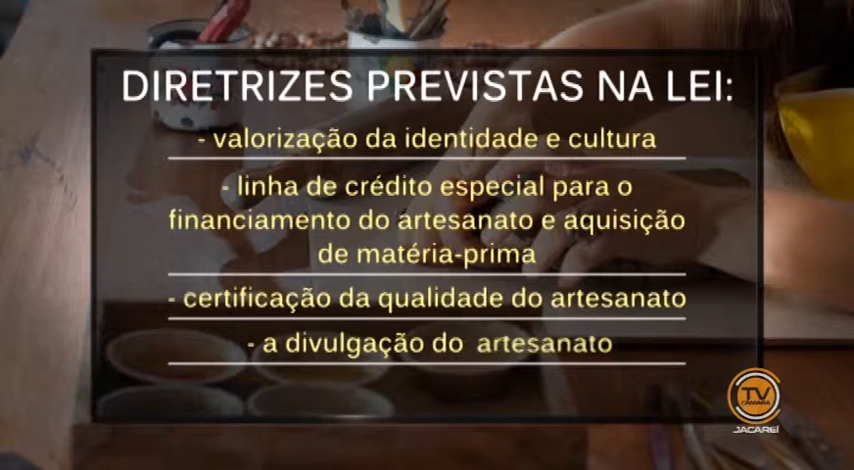 DIRETRIZES PREVISTAS NA LEI:
- valorização da identidade e cultura
- linha de crédito especial para o
financiamento do artesanato e aquisição
de matéria-prima
- certificação da qualidade do artesanato
- a divulgação do artesanato
TV
CÂMARA
JACAREÍ